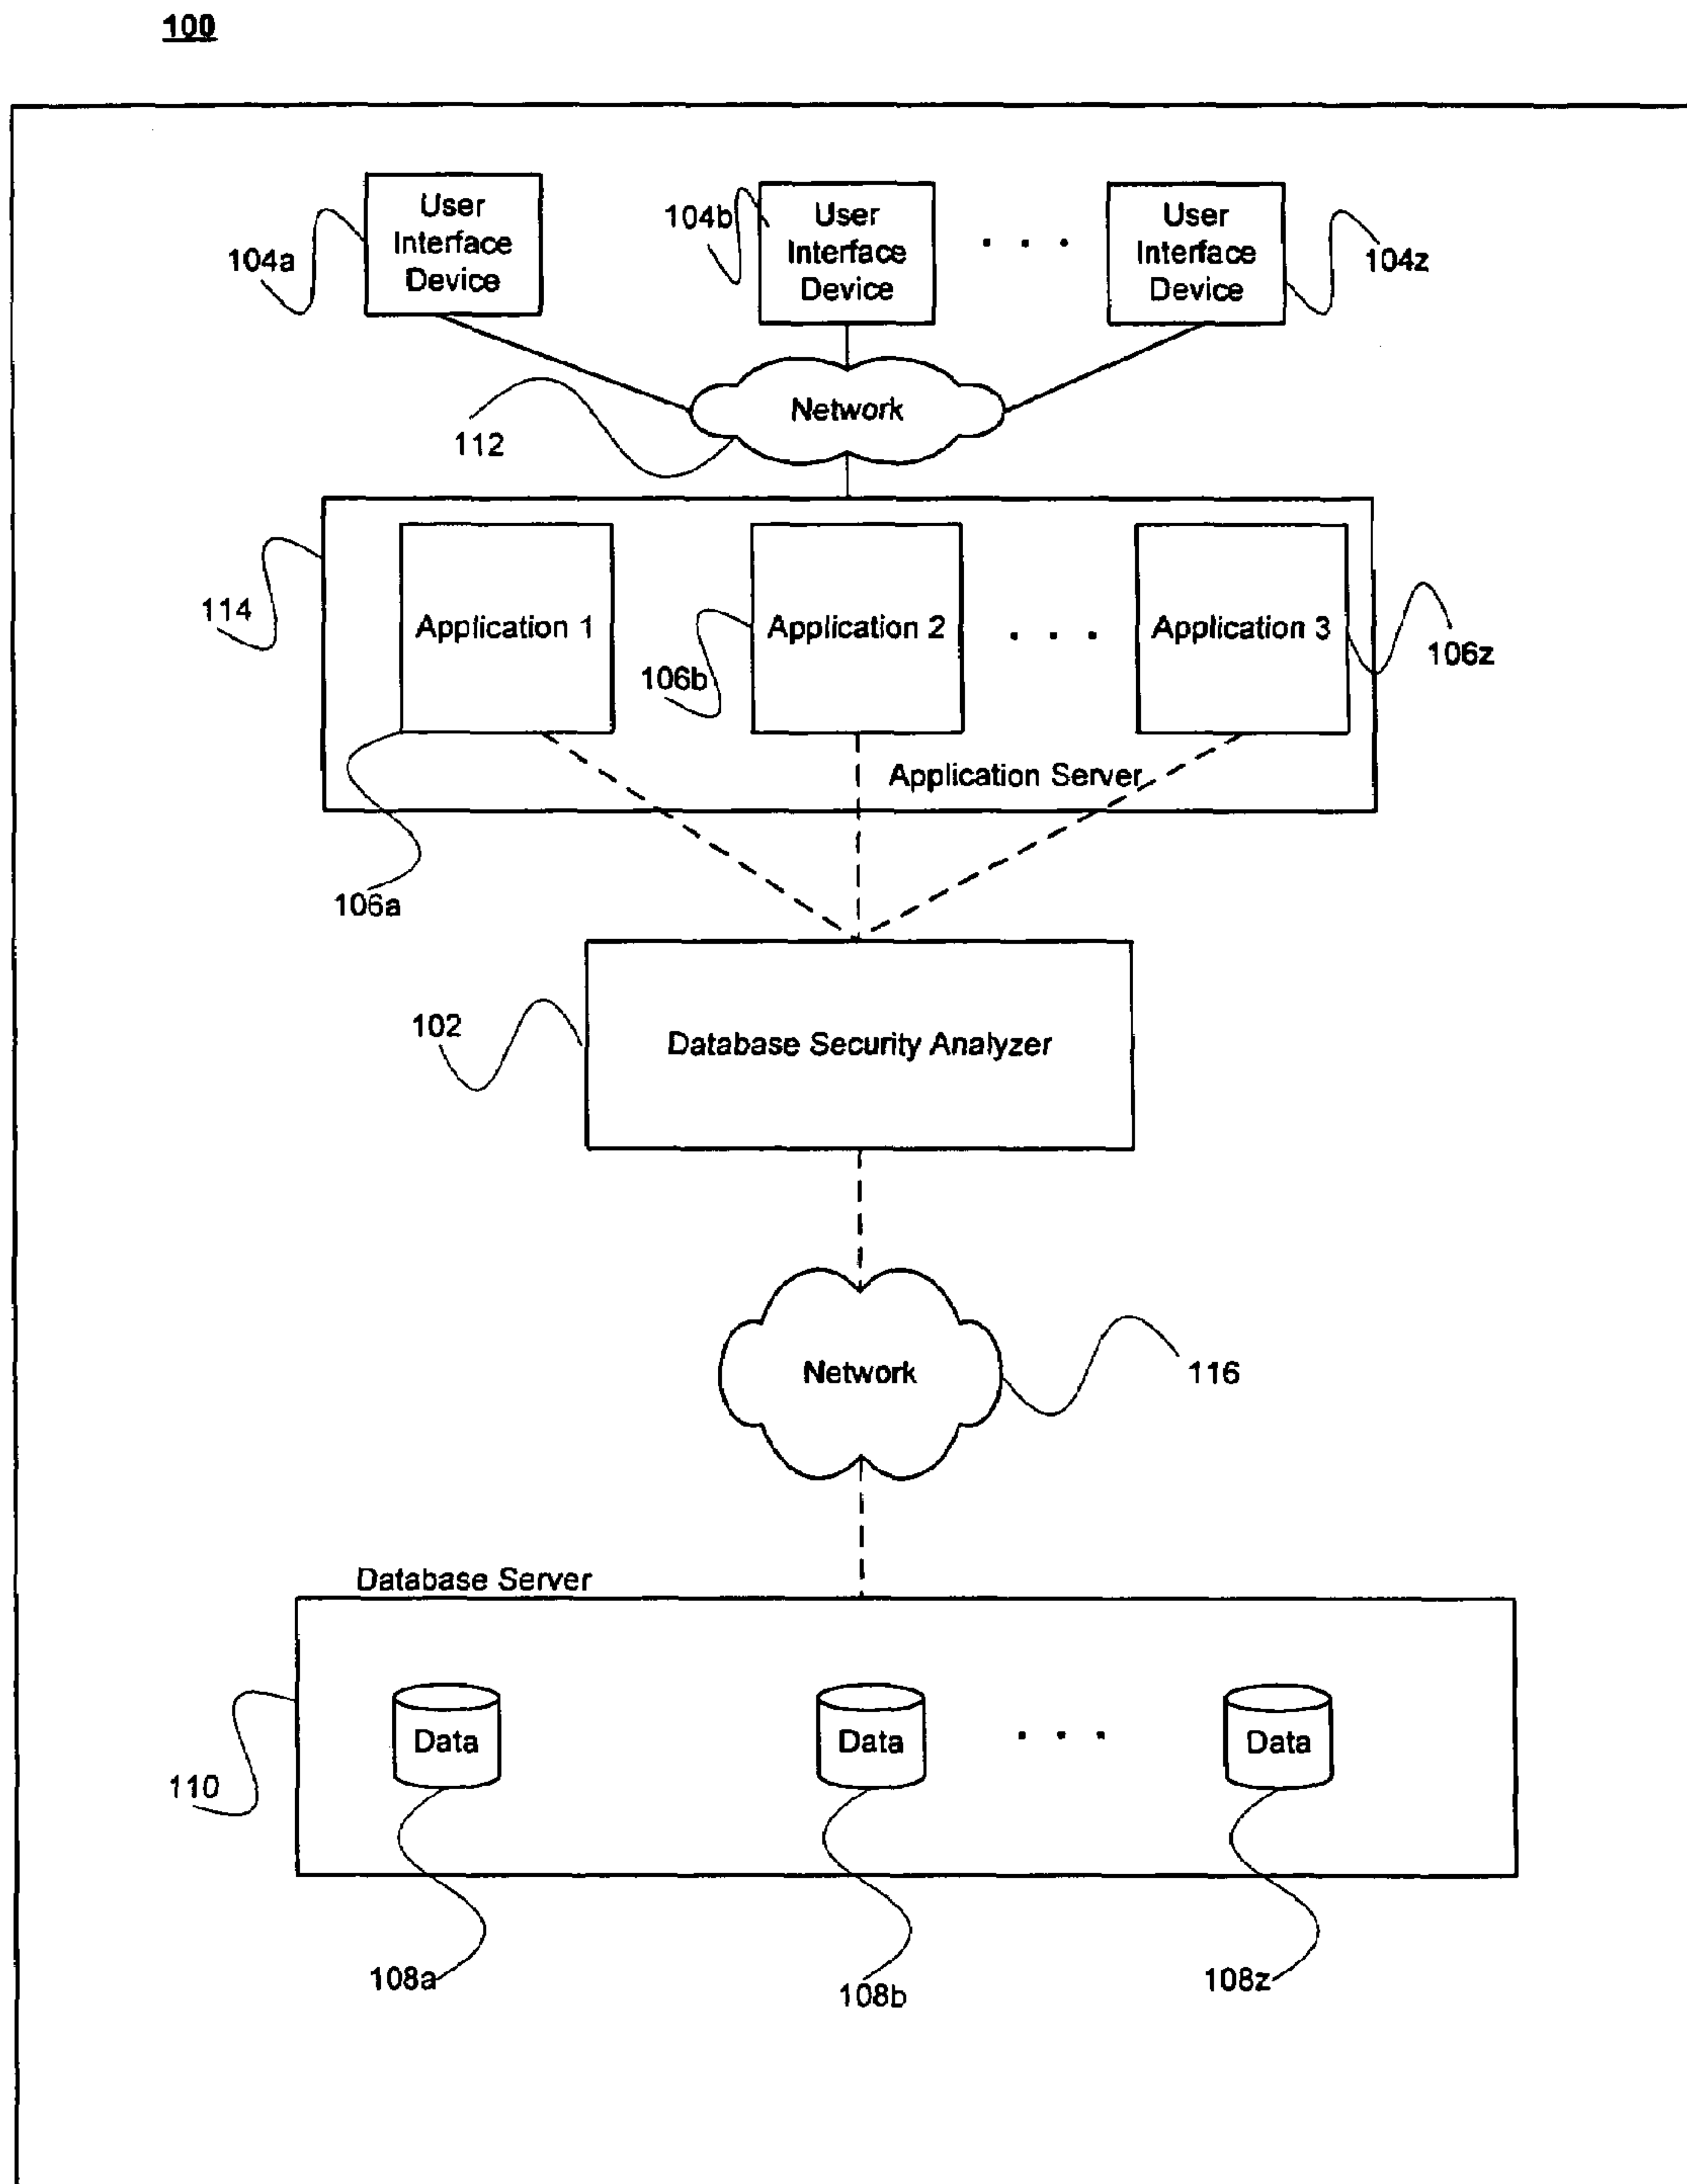 100
User
Interface
Device
104a
104b
User
Interface
Device
. . .
User
Interface
Device
104z
Network
112
114
Application 1
106b
Application 2
. . .
Application 3
106z
Application Server
106a
102
Database Security Analyzer
Network
116
Database Server
110
Data
Data
. . .
Data
108a
108b
108z